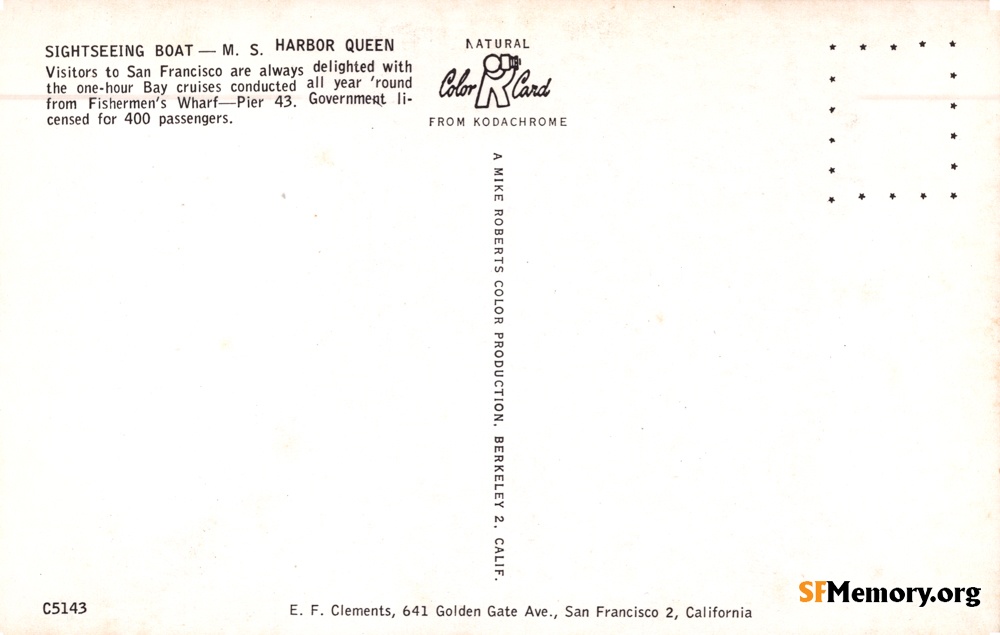 SIGHTSEEING BOAT — M. S. HARBOR QUEEN
Visitors to San Francisco are always delighted with
the one-hour Bay cruises conducted all year 'round
from Fishermen's Wharf—Pier 43. Government li-
censed for 400 passengers.
NATURAL
Color Card
FROM KODACHROME
A MIKE ROBERTS COLOR PRODUCTION, BERKELEY 2, CALIF.
C5143
E. F. Clements, 641 Golden Gate Ave., San Francisco 2, California
SFMemory.org